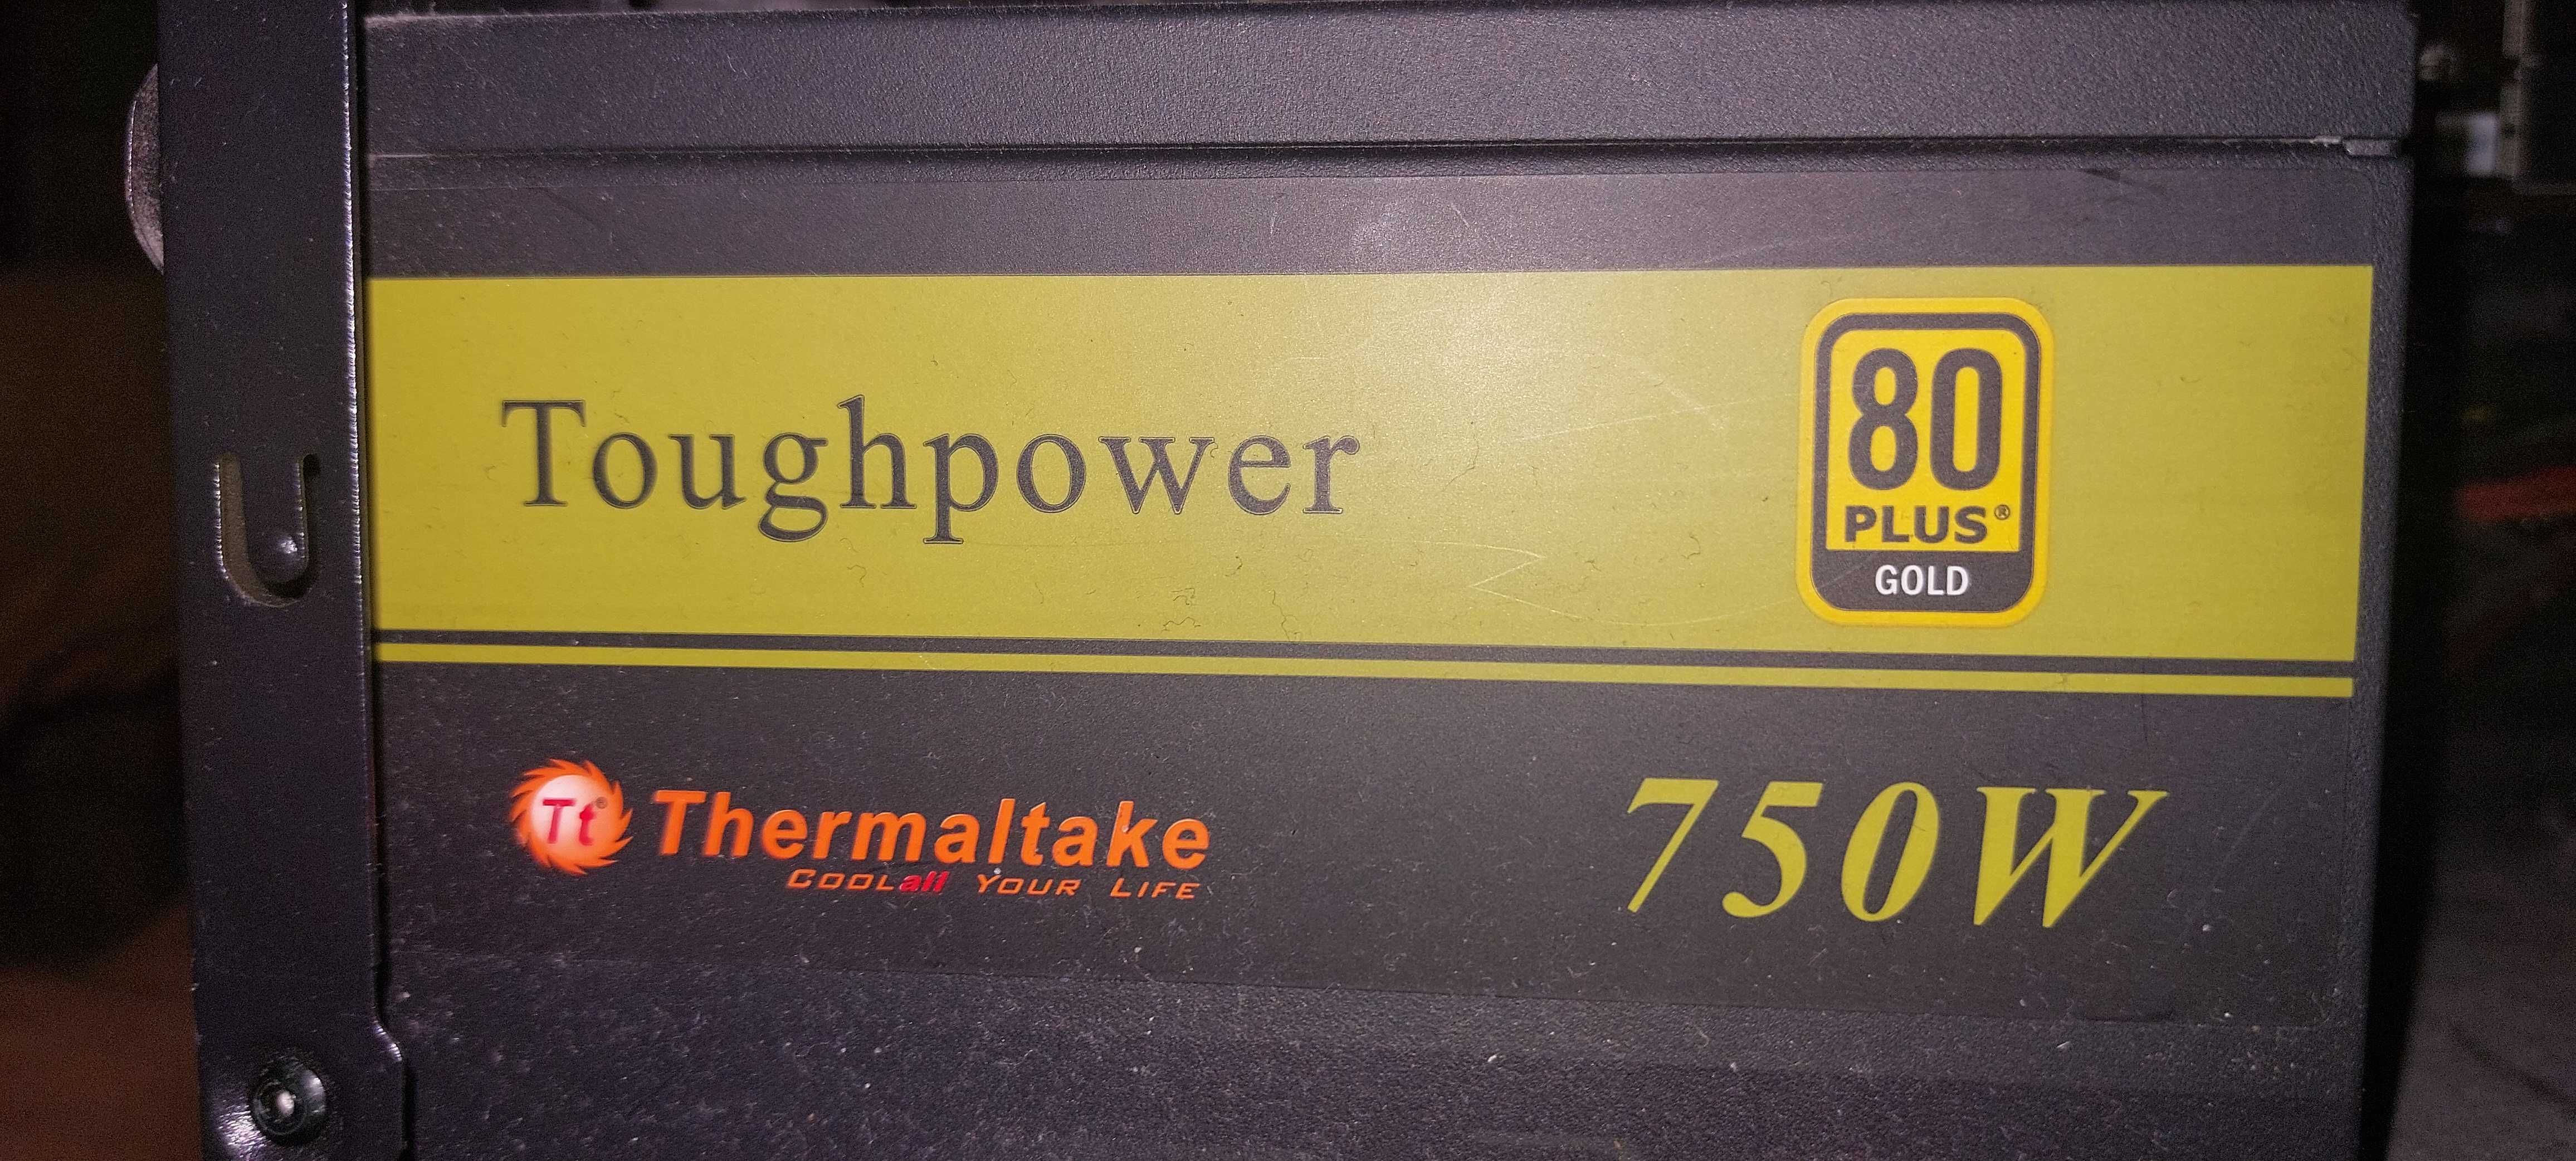 Toughpower
80
PLUS®
GOLD
Tt® Thermaltake
COOLall YOUR LIFE
750W